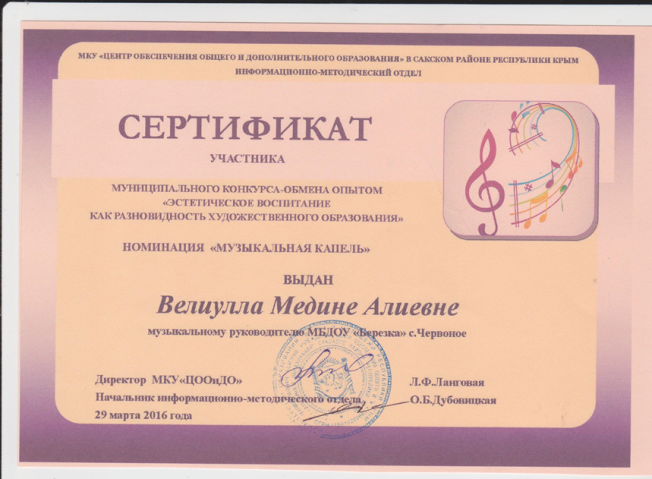 МКУ «ЦЕНТР ОБЕСПЕЧЕНИЯ ОБЩЕГО И ДОПОЛНИТЕЛЬНОГО ОБРАЗОВАНИЯ» В САКСКОМ РАЙОНЕ РЕСПУБЛИКИ КРЫМ
ИНФОРМАЦИОННО-МЕТОДИЧЕСКИЙ ОТДЕЛ
СЕРТИФИКАТ
УЧАСТНИКА
МУНИЦИПАЛЬНОГО КОНКУРСА-ОБМЕНА ОПЫТОМ
«ЭСТЕТИЧЕСКОЕ ВОСПИТАНИЕ
КАК РАЗНОВИДНОСТЬ ХУДОЖЕСТВЕННОГО ОБРАЗОВАНИЯ»
НОМИНАЦИЯ «МУЗЫКАЛЬНАЯ КАПЕЛЬ»
ВЫДАН
Велиулла Медине Алиевне
музыкальному руководителю МБДОУ «Березка» с.Червоное
Директор МКУ«ЦООиДО» Л.Ф.Ланговая
Начальник информационно-методического отдела О.Б.Дубовицкая
29 марта 2016 года